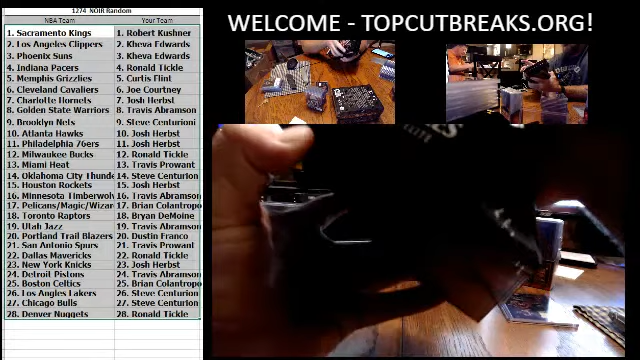 1274 NOIR Random
NBA Team Your Team
1. Sacramento Kings 1. Robert Kushner
2. Los Angeles Clippers 2. Kheva Edwards
3. Phoenix Suns 3. Kheva Edwards
4. Indiana Pacers 4. Ronald Tickle
5. Memphis Grizzlies 5. Curtis Flint
6. Cleveland Cavaliers 6. Joe Courtney
7. Charlotte Hornets 7. Josh Herbst
8. Golden State Warriors 8. Travis Abramson
9. Brooklyn Nets 9. Steve Centurioni
10. Atlanta Hawks 10. Josh Herbst
11. Philadelphia 76ers 11. Josh Herbst
12. Milwaukee Bucks 12. Ronald Tickle
13. Miami Heat 13. Travis Prowant
14. Oklahoma City Thunde 14. Steve Centurion
15. Houston Rockets 15. Josh Herbst
16. Minnesota Timberwol 16. Travis Abramson
17. Pelicans/Magic/Wizar 17. Brian Colantropo
18. Toronto Raptors 18. Bryan DeMoine
19. Utah Jazz 19. Travis Abramson
20. Portland Trail Blazers 20. Dustin Franco
21. San Antonio Spurs 21. Travis Prowant
22. Dallas Mavericks 22. Ronald Tickle
23. New York Knicks 23. Josh Herbst
24. Detroit Pistons 24. Travis Abramson
25. Boston Celtics 25. Brian Colantrop
26. Los Angles Lakers 26. Steve Centurion
27. Chicago Bulls 27. Steve Centurion
28. Denver Nuggets 28. Ronald Tickle
WELCOME - TOPCUTBREAKS.ORG!